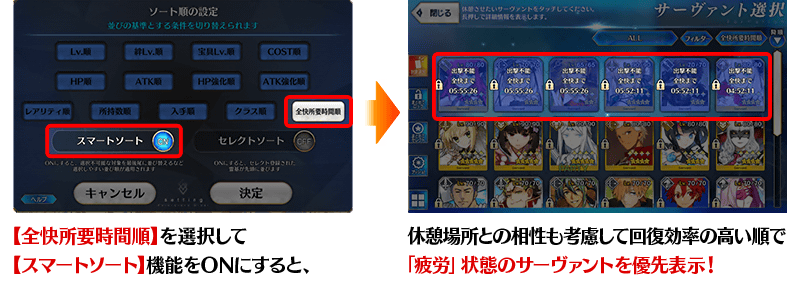 ソート順の設定
並びの基準とする条件を切り替えられます
Lv.順
絆Lv.順
宝具Lv.順
COST順
HP順
ATK順
HP強化順
ATK強化順
レアリティ順
所持数順
入手順
クラス順
全快所要時間順
スマートソート
ON
セレクトソート
OFF
ONにすると、選択不可能な対象を最後尾に並び替えるなど
選択しやすい並び順が適用されます
ONにすると、セレクト登録された
霊基が先頭に並びます
ヘルプ
キャンセル
決定
setting
【全快所要時間順】を選択して
【スマートソート】機能をONにすると、
閉じる
休憩させたいサーヴァントをタッチしてください。
長押しで詳細情報を表示します。
サーヴァント選択
ALL
フィルタ
全快所要時間順
降順
出撃不能
全快まで
05:55:26
出撃不能
全快まで
05:55:26
出撃不能
全快まで
05:55:26
出撃不能
全快まで
04:52:11
出撃不能
全快まで
04:52:11
出撃不能
全快まで
04:52:11
休憩場所との相性も考慮して回復効率の高い順で
「疲労」状態のサーヴァントを優先表示！